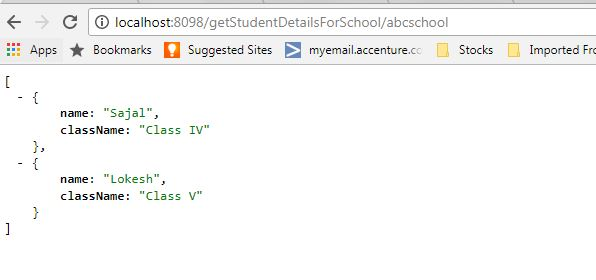 localhost:8098/getStudentDetailsForSchool/abcschool
Apps Bookmarks Suggested Sites myemail.accenture.co Stocks Imported Fro
[
- {
name: "Sajal",
className: "Class IV"
},
- {
name: "Lokesh",
className: "Class V"
}
]